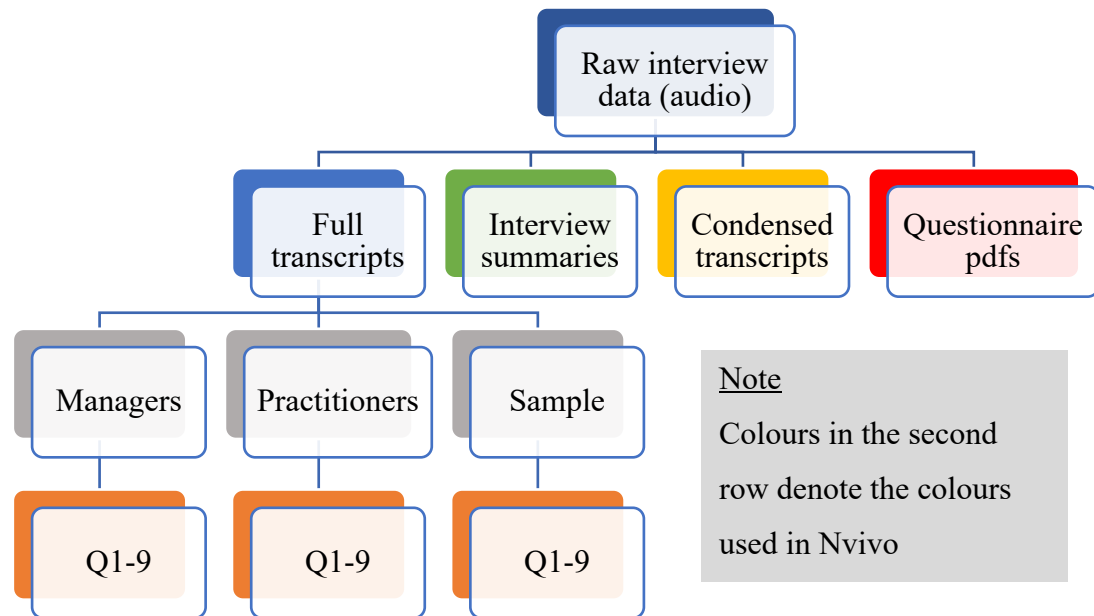 Raw interview
data (audio)
Full
transcripts
Interview
summaries
Condensed
transcripts
Questionnaire
pdfs
Managers
Practitioners
Sample
Q1-9
Q1-9
Q1-9
Note
Colours in the second
row denote the colours
used in Nvivo